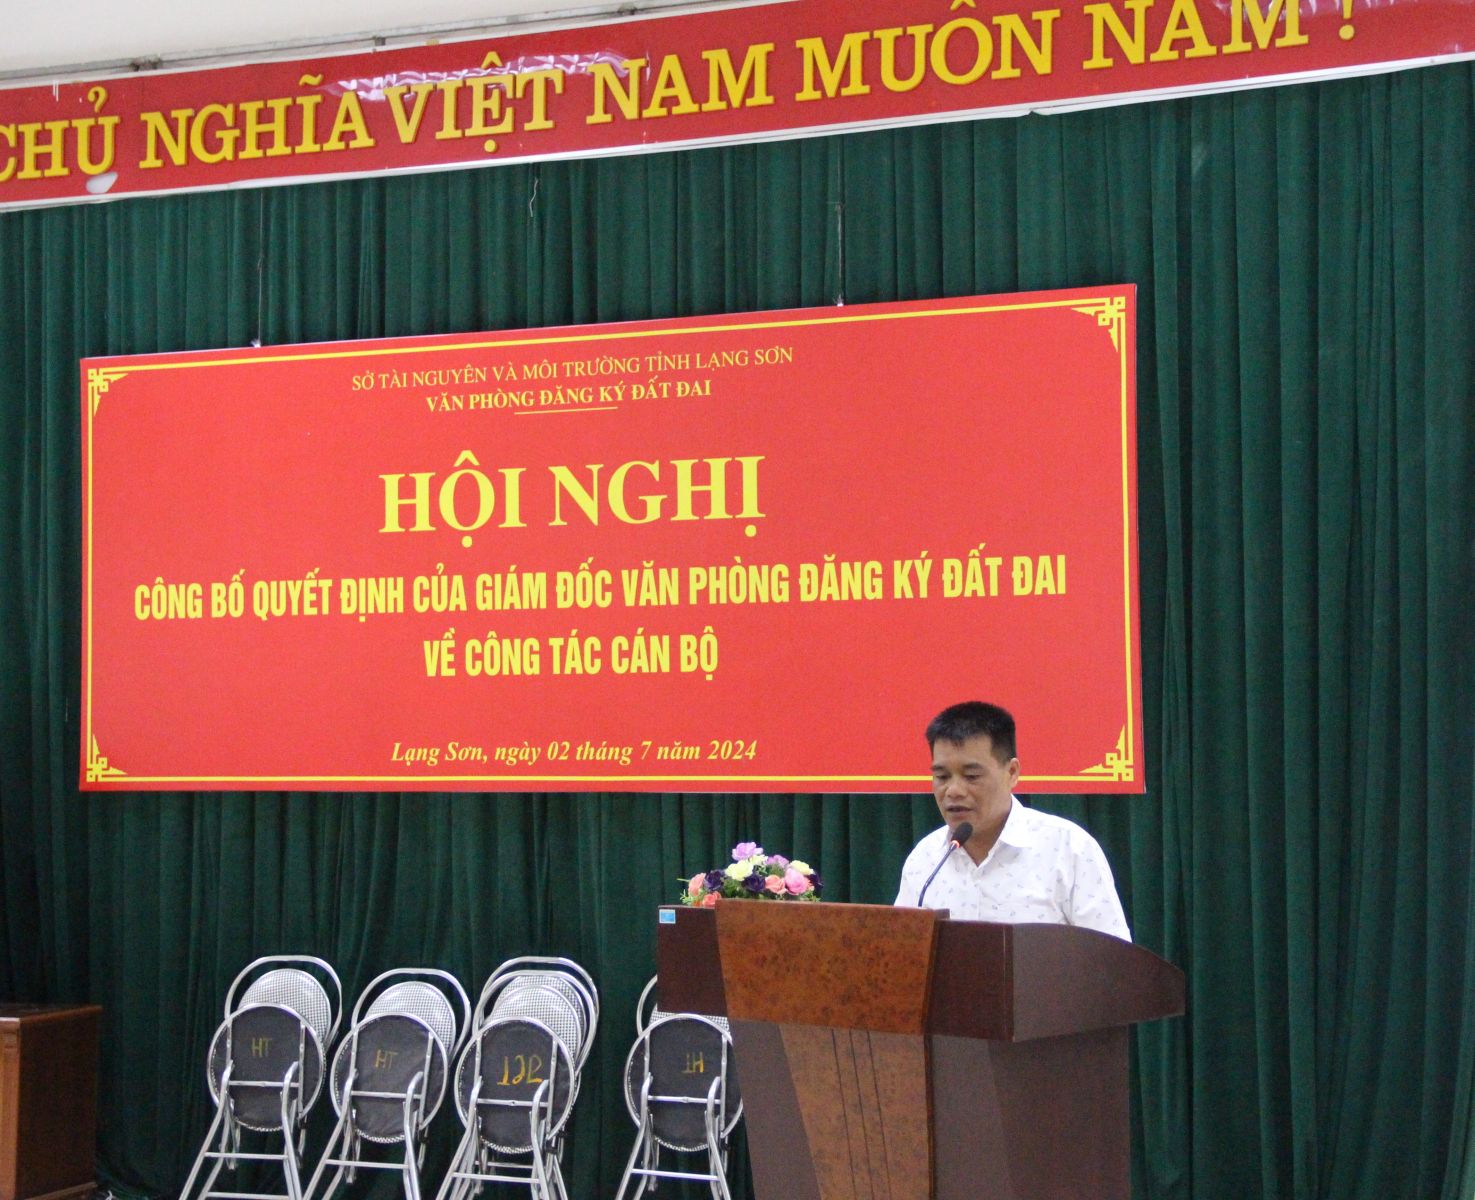 CHỦ NGHĨA VIỆT NAM MUÔN NĂM !
SỞ TÀI NGUYÊN VÀ MÔI TRƯỜNG TỈNH LẠNG SƠN
VĂN PHÒNG ĐĂNG KÝ ĐẤT ĐAI
HỘI NGHỊ
CÔNG BỐ QUYẾT ĐỊNH CỦA GIÁM ĐỐC VĂN PHÒNG ĐĂNG KÝ ĐẤT ĐAI
VỀ CÔNG TÁC CÁN BỘ
Lạng Sơn, ngày 02 tháng 7 năm 2024
HT
HT
HT